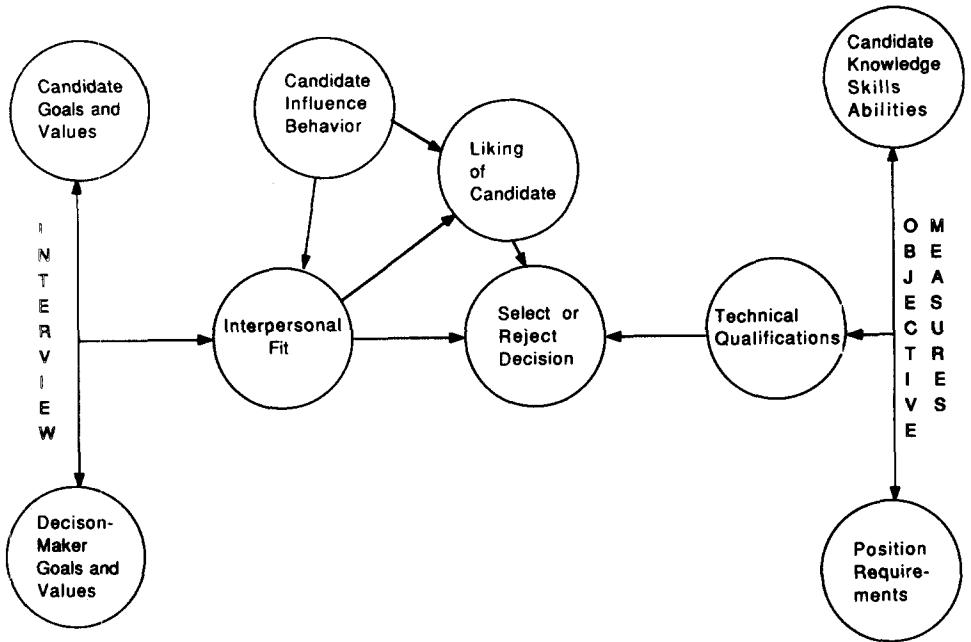 Candidate
Goals and
Values
Candidate
Influence
Behavior
Liking
of
Candidate
Candidate
Knowledge
Skills
Abilities
INTERVIEW
Interpersonal
Fit
Select or
Reject
Decision
Technical
Qualifications
OBJECTIVE
MEASURES
Decison-
Maker
Goals and
Values
Position
Require-
ments